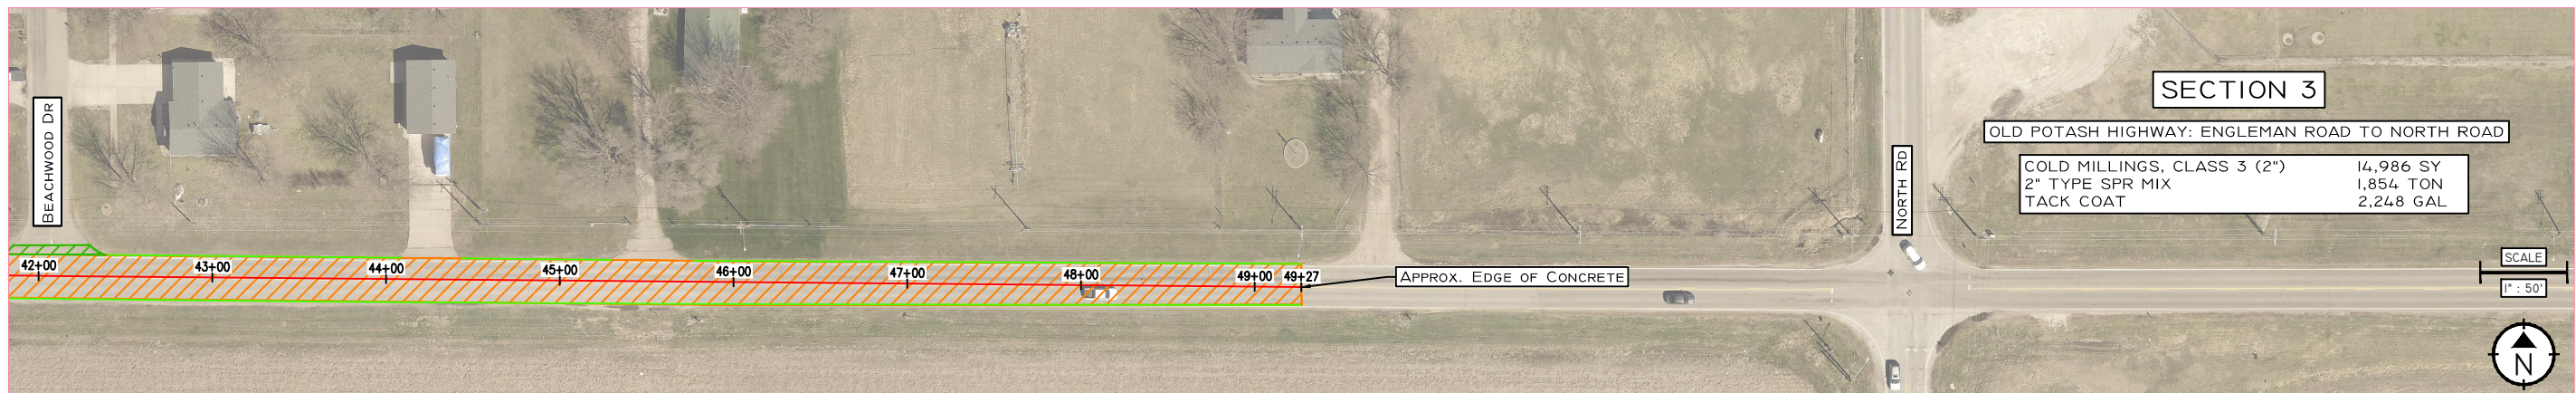 SECTION 3
OLD POTASH HIGHWAY: ENGLEMAN ROAD TO NORTH ROAD
COLD MILLINGS, CLASS 3 (2") 14,986 SY
2" TYPE SPR MIX 1,854 TON
TACK COAT 2,248 GAL
BEACHWOOD DR
NORTH RD
42+00
43+00
44+00
45+00
46+00
47+00
48+00
49+00
49+27
APPROX. EDGE OF CONCRETE
SCALE
1" : 50'
N